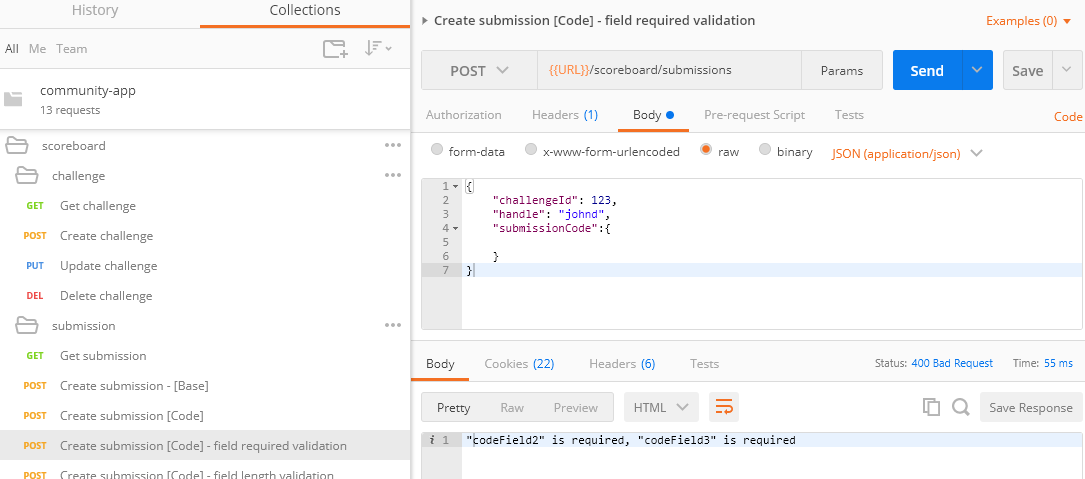 History Collections
All Me Team
community-app
13 requests
scoreboard
challenge
GET Get challenge
POST Create challenge
PUT Update challenge
DEL Delete challenge
submission
GET Get submission
POST Create submission - [Base]
POST Create submission [Code]
POST Create submission [Code] - field required validation
POST Create submission [Code] - field length validation
Create submission [Code] - field required validation Examples (0)
POST {{URL}}/scoreboard/submissions Params Send Save
Authorization Headers (1) Body Pre-request Script Tests Code
form-data x-www-form-urlencoded raw binary JSON (application/json)
1 {
2 "challengeId": 123,
3 "handle": "johnd",
4 "submissionCode":{
5
6 }
7 }
Body Cookies (22) Headers (6) Tests Status: 400 Bad Request Time: 55 ms
Pretty Raw Preview HTML Save Response
i 1 "codeField2" is required, "codeField3" is required